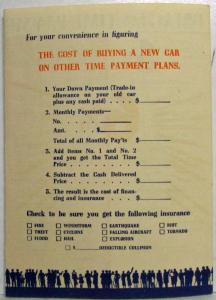 For your convenience in figuring
THE COST OF BUYING A NEW CAR
ON OTHER TIME PAYMENT PLANS.
1. Your Down Payment (Trade-in
allowance on your old car
plus any cash paid) . . . . $
2. Monthly Payments—
No.
Amt. $
Total of all Monthly Pay'ts $
3. Add Items No. 1 and No. 2
and you get the Total Time
Price . . . . . . $
4. Subtract the Cash Delivered
Price . . . . . . $
5. The result is the cost of finan-
cing and insurance . . . . $
Check to be sure you get the following insurance
FIRE WINDSTORM EARTHQUAKE RIOT
THEFT CYCLONE FALLING AIRCRAFT TORNADO
FLOOD HAIL EXPLOSION
$ DEDUCTIBLE COLLISION